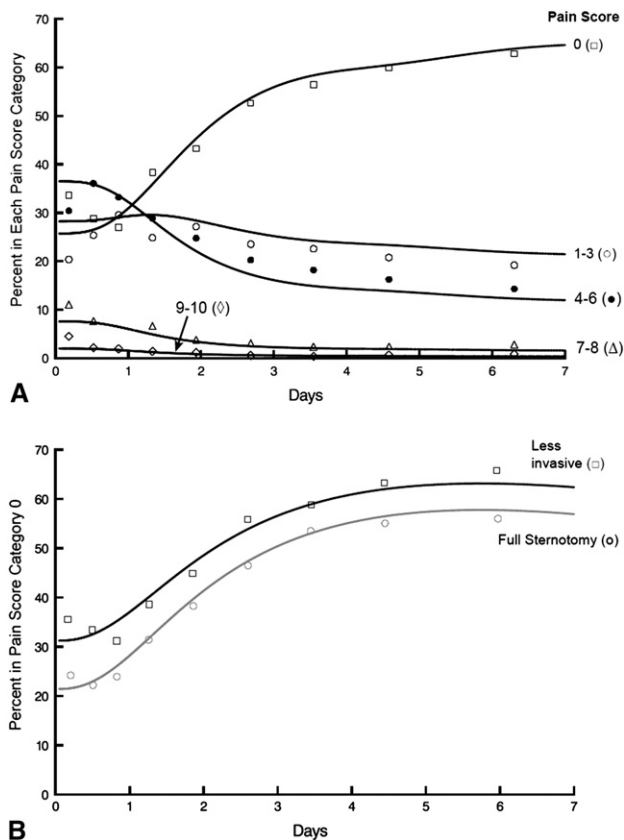 Pain Score
70
60
50
40
30
20
10
0
Percent in Each Pain Score Category
0 (□)
1-3 (○)
4-6 (●)
7-8 (Δ)
9-10 (◊)
0 1 2 3 4 5 6 7
Days
A
70
60
50
40
30
20
10
0
Percent in Pain Score Category 0
Less
invasive (□)
Full Sternotomy (o)
0 1 2 3 4 5 6 7
Days
B